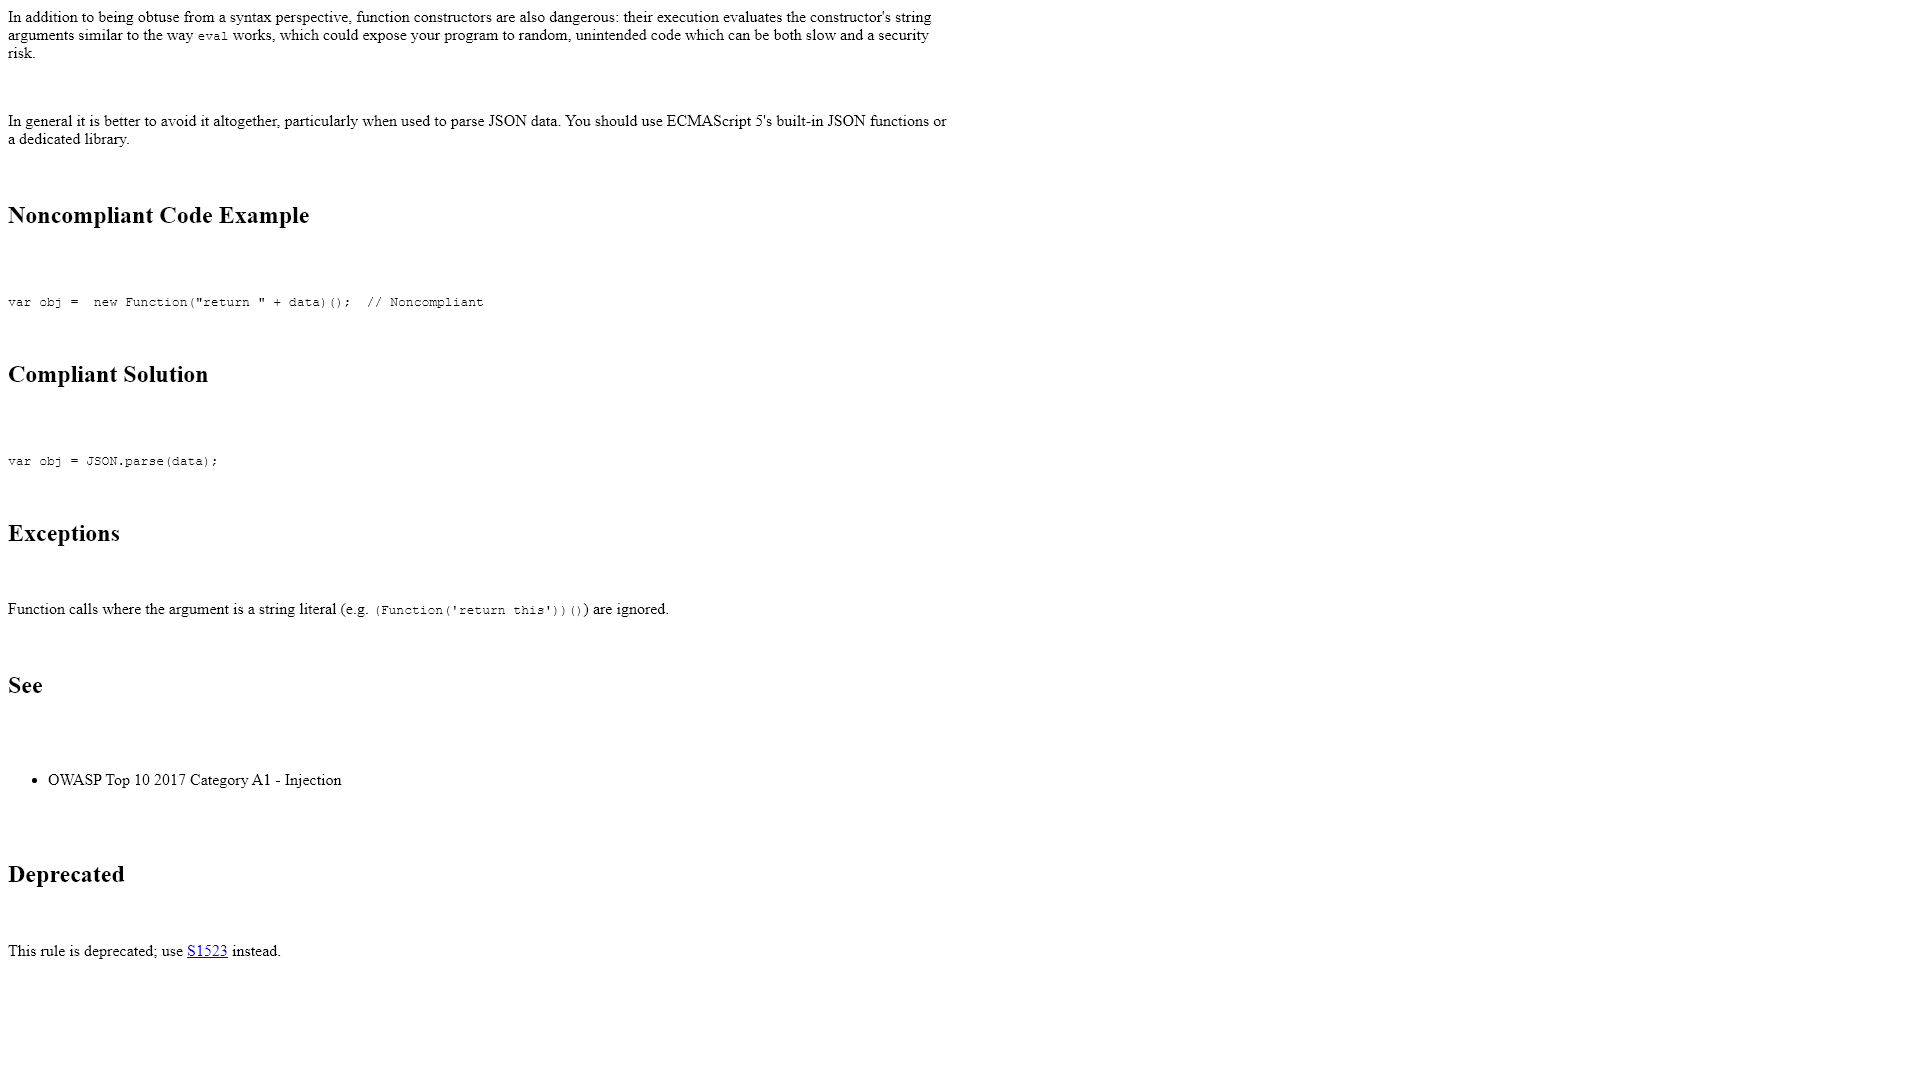 In addition to being obtuse from a syntax perspective, function constructors are also dangerous: their execution evaluates the constructor's string
arguments similar to the way eval works, which could expose your program to random, unintended code which can be both slow and a security
risk.
In general it is better to avoid it altogether, particularly when used to parse JSON data. You should use ECMAScript 5's built-in JSON functions or
a dedicated library.
Noncompliant Code Example
var obj =  new Function("return " + data)();  // Noncompliant
Compliant Solution
var obj = JSON.parse(data);
Exceptions
Function calls where the argument is a string literal (e.g. (Function('return this'))()) are ignored.
See
• OWASP Top 10 2017 Category A1 - Injection
Deprecated
This rule is deprecated; use S1523 instead.